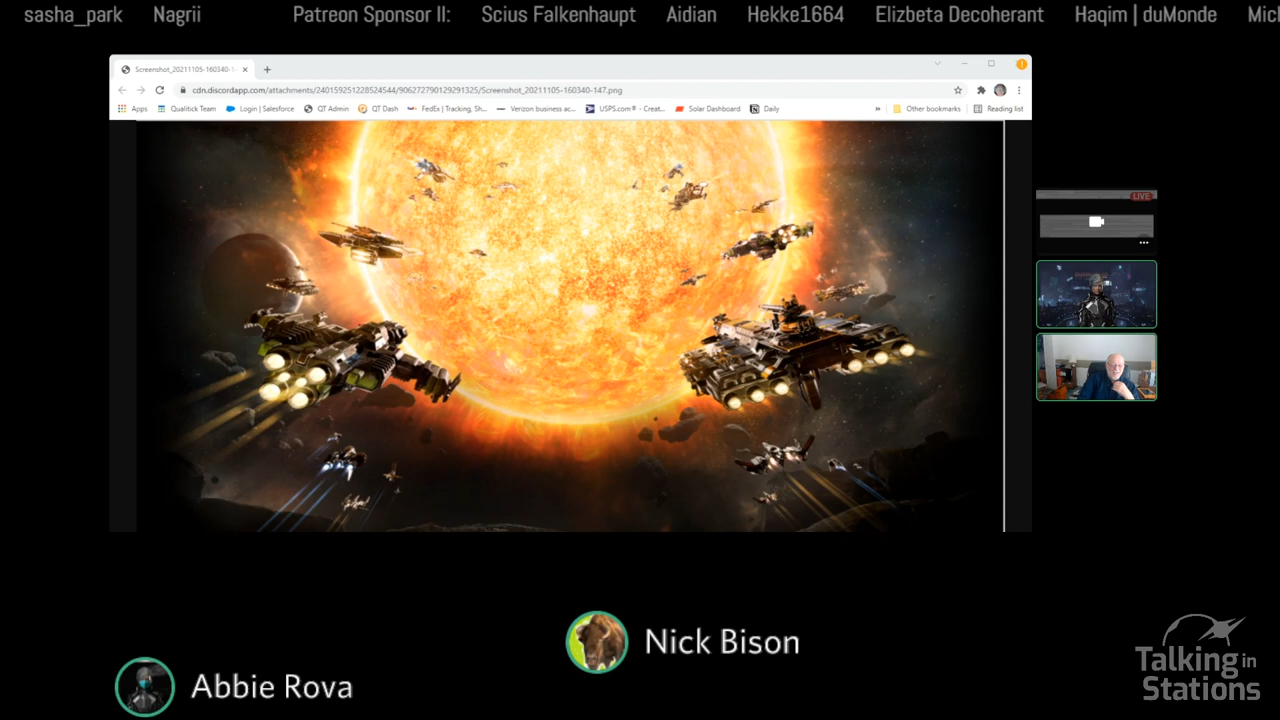 sasha_park Nagrii Patreon Sponsor II: Scius Falkenhaupt Aidian Hekke1664 Elizbeta Decoherant Haqim | duMonde Mich
Screenshot_20211105-160340-1
cdn.discordapp.com/attachments/240159251228524544/906272790129291325/Screenshot_20211105-160340-147.png
Apps Qualitick Team Login | Salesforce QT Admin QT Dash FedEx | Tracking, Sh... Verizon business ac... USPS.com® - Creat... Solar Dashboard Daily » Other bookmarks Reading list
LIVE
Nick Bison
Abbie Rova
Talking in
Stations